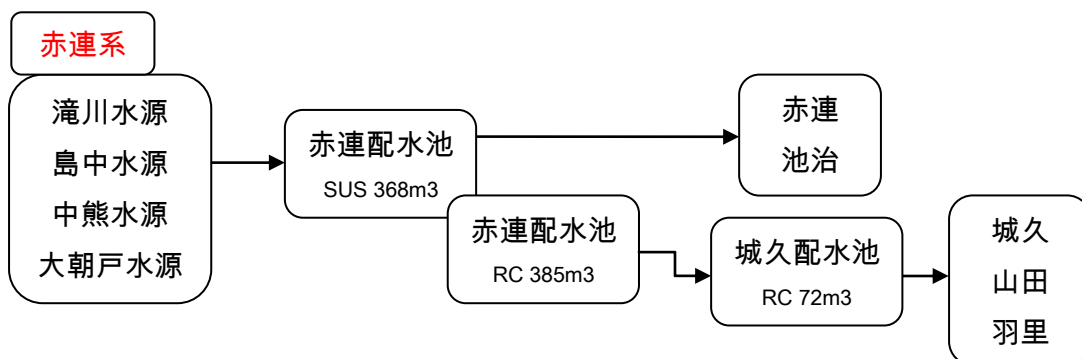 赤連系
滝川水源
島中水源
中熊水源
大朝戸水源
赤連配水池
SUS 368m3
赤連配水池
RC 385m3
城久配水池
RC 72m3
赤連
池治
城久
山田
羽里